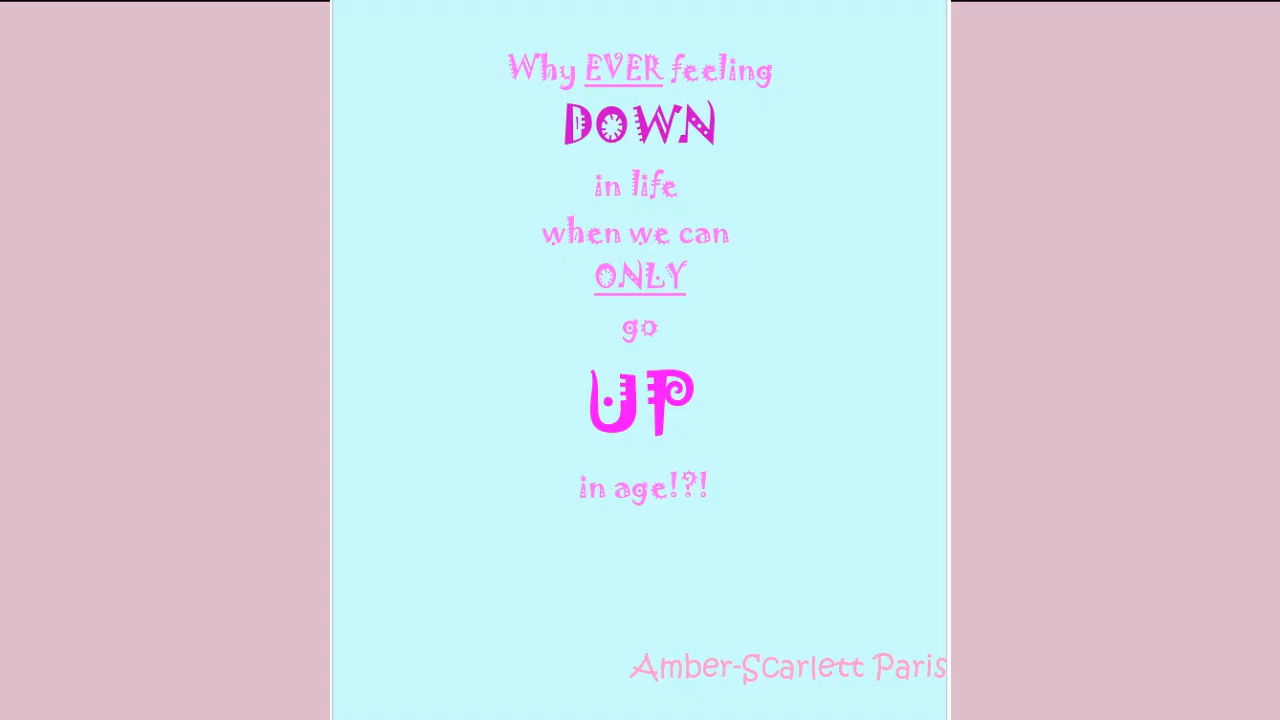 Why EVER feeling
DOWN
in life
when we can
ONLY
go
UP
in age!?!
Amber-Scarlett Paris